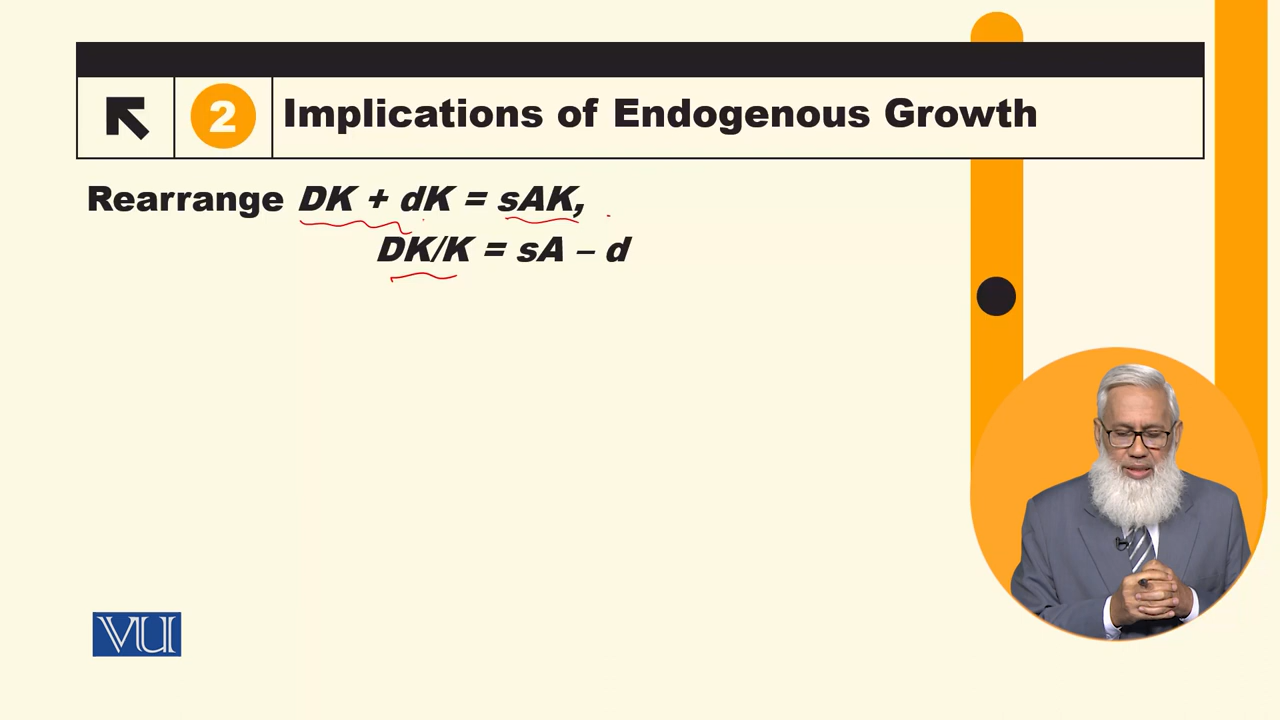 2 Implications of Endogenous Growth
Rearrange DK + dK = sAK,
DK/K = sA – d
VU